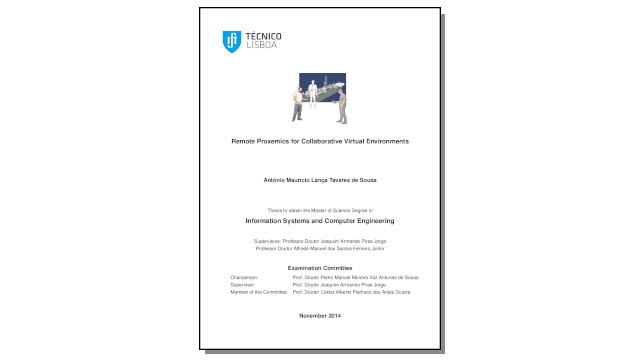 TÉCNICO
LISBOA
Remote Proxemics for Collaborative Virtual Environments
António Maurício Lança Tavares de Sousa
Thesis to obtain the Master of Science Degree in
Information Systems and Computer Engineering
Supervisors: Professor Doutor Joaquim Armando Pires Jorge
Professor Doutor Alfredo Manuel dos Santos Ferreira Júnior
Examination Committee
Chairperson: Prof. Doutor Pedro Manuel Moreira Vaz Antunes de Sousa
Supervisor: Prof. Doutor Joaquim Armando Pires Jorge
Member of the Committee: Prof. Doutor Carlos Alberto Pacheco dos Anjos Duarte
November 2014